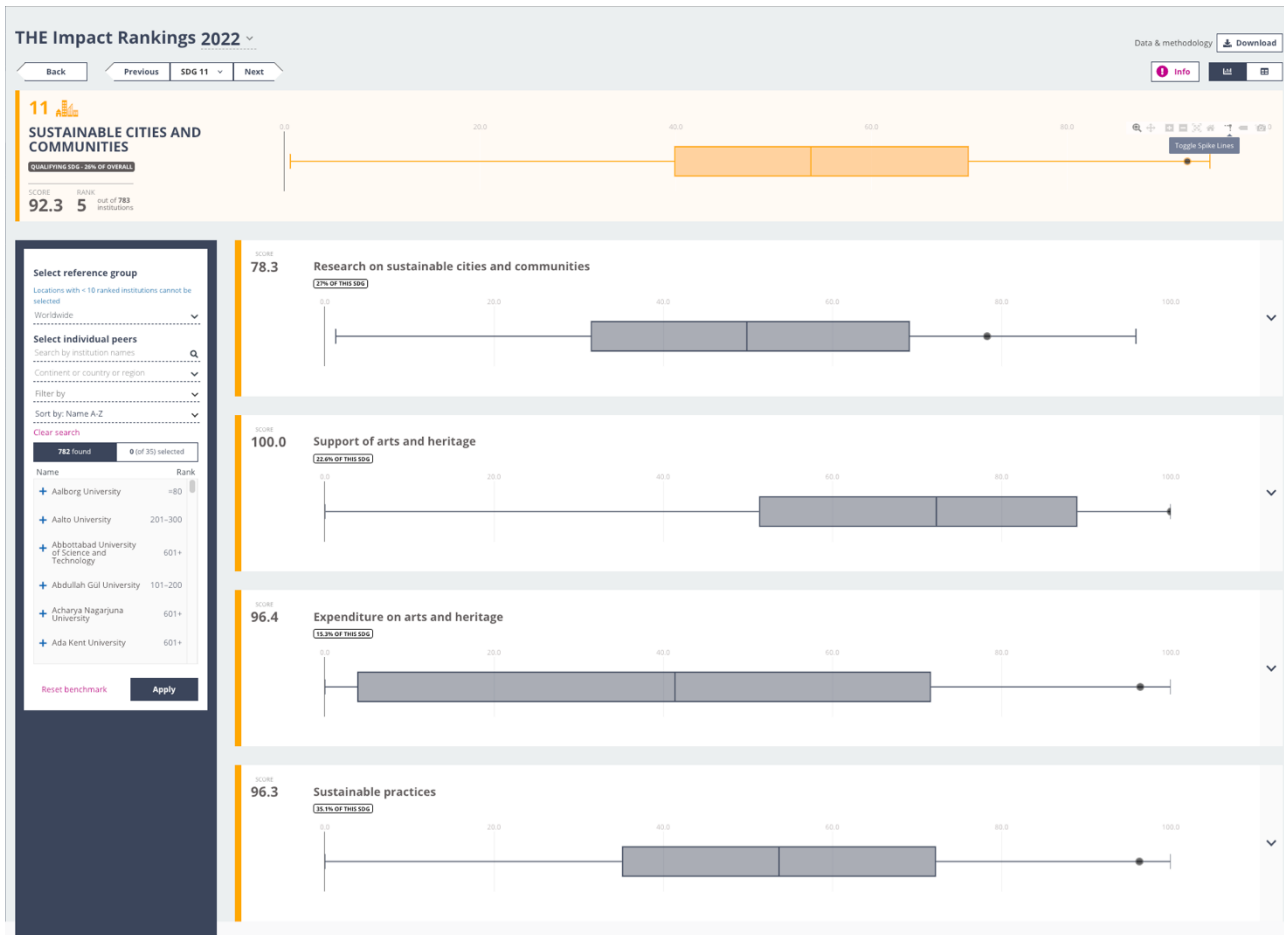 THE Impact Rankings 2022
Data & methodology Download
Back Previous SDG 11 Next
Info
11
SUSTAINABLE CITIES AND
COMMUNITIES
QUALIFYING SDG - 26% OF OVERALL
SCORE RANK
92.3 5 out of 783
institutions
0.0 20.0 40.0 60.0 80.0
Toggle Spike Lines
Select reference group
Locations with < 10 ranked institutions cannot be
selected
Worldwide
Select individual peers
Search by institution names
Continent or country or region
Filter by
Sort by: Name A-Z
Clear search
782 found 0 (of 35) selected
Name Rank
Aalborg University =80
Aalto University 201–300
Abbottabad University
of Science and 601+
Technology
Abdullah Gül University 101–200
Acharya Nagarjuna
University 601+
Ada Kent University 601+
Reset benchmark Apply
SCORE
78.3 Research on sustainable cities and communities
27% OF THIS SDG
0.0 20.0 40.0 60.0 80.0 100.0
SCORE
100.0 Support of arts and heritage
22.6% OF THIS SDG
0.0 20.0 40.0 60.0 80.0 100.0
SCORE
96.4 Expenditure on arts and heritage
15.3% OF THIS SDG
0.0 20.0 40.0 60.0 80.0 100.0
SCORE
96.3 Sustainable practices
35.1% OF THIS SDG
0.0 20.0 40.0 60.0 80.0 100.0